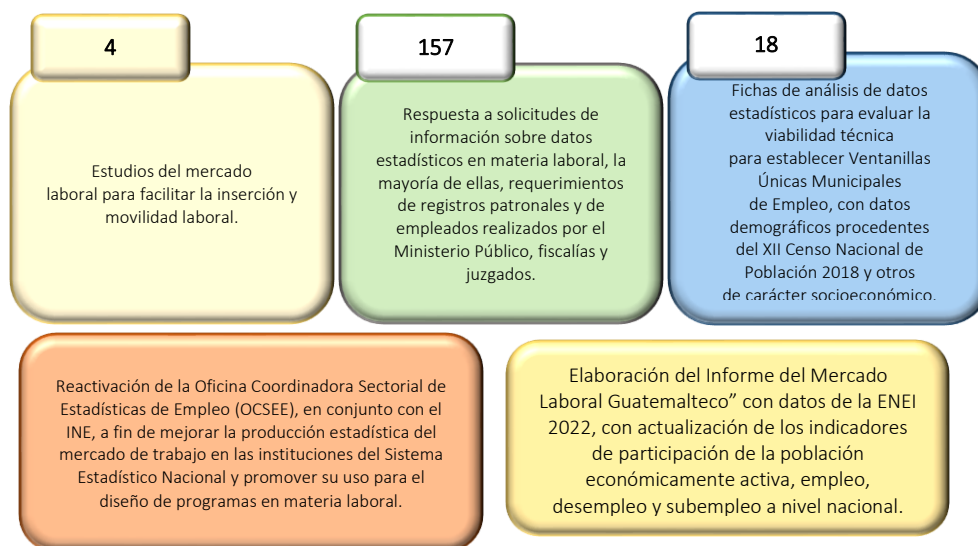 4
Estudios del mercado
laboral para facilitar la inserción y
movilidad laboral.
157
Respuesta a solicitudes de
información sobre datos
estadísticos en materia laboral, la
mayoría de ellas, requerimientos
de registros patronales y de
empleados realizados por el
Ministerio Público, fiscalías y
juzgados.
18
Fichas de análisis de datos
estadísticos para evaluar la
viabilidad técnica
para establecer Ventanillas
Únicas Municipales
de Empleo, con datos
demográficos procedentes
del XII Censo Nacional de
Población 2018 y otros
de carácter socioeconómico.
Reactivación de la Oficina Coordinadora Sectorial de
Estadísticas de Empleo (OCSEE), en conjunto con el
INE, a fin de mejorar la producción estadística del
mercado de trabajo en las instituciones del Sistema
Estadístico Nacional y promover su uso para el
diseño de programas en materia laboral.
Elaboración del Informe del Mercado
Laboral Guatemalteco” con datos de la ENEI
2022, con actualización de los indicadores
de participación de la población
económicamente activa, empleo,
desempleo y subempleo a nivel nacional.